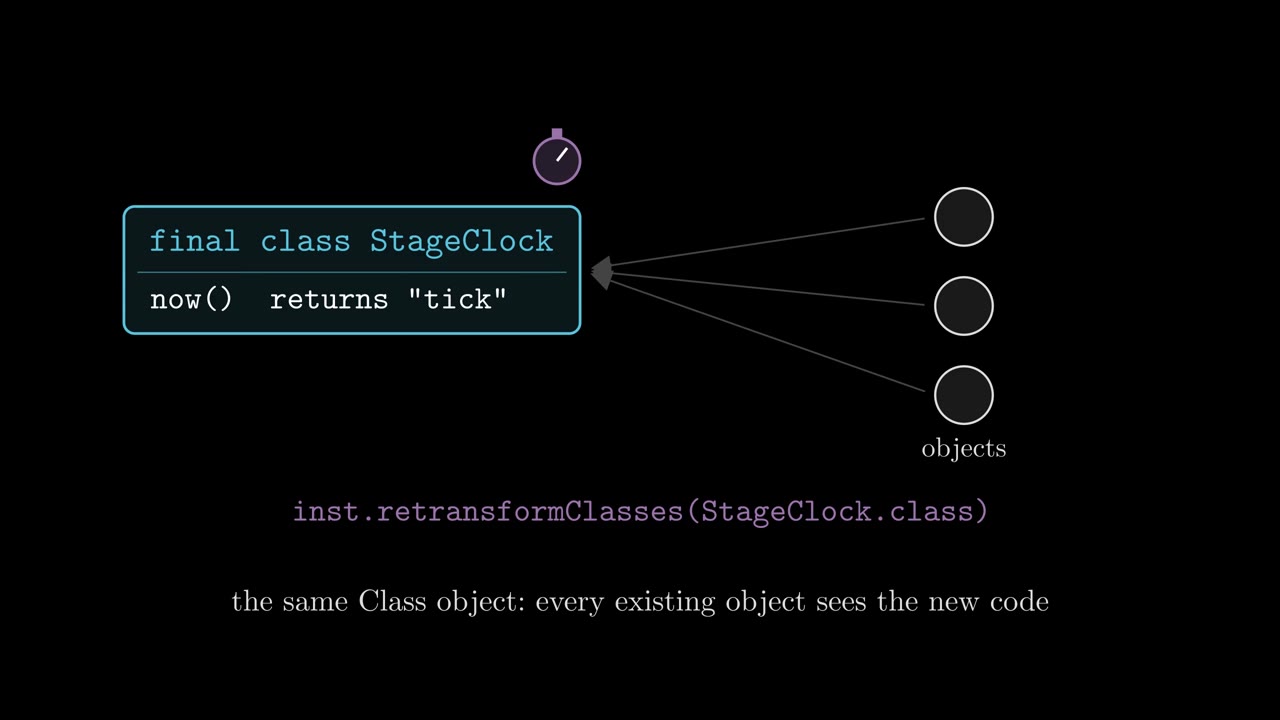 final class StageClock
now() returns "tick"
objects
inst.retransformClasses(StageClock.class)
the same Class object: every existing object sees the new code